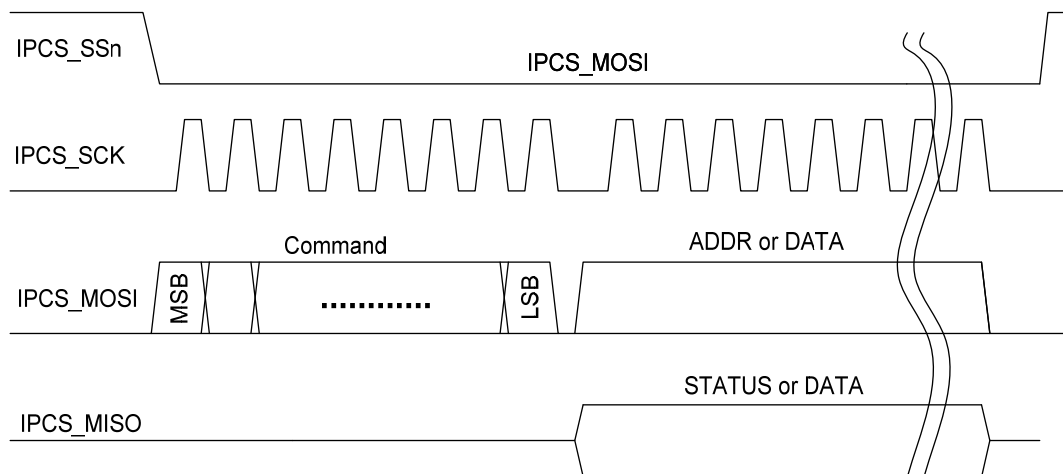 IPCS_SSn
IPCS_MOSI
IPCS_SCK
Command
ADDR or DATA
IPCS_MOSI
MSB
............
LSB
STATUS or DATA
IPCS_MISO